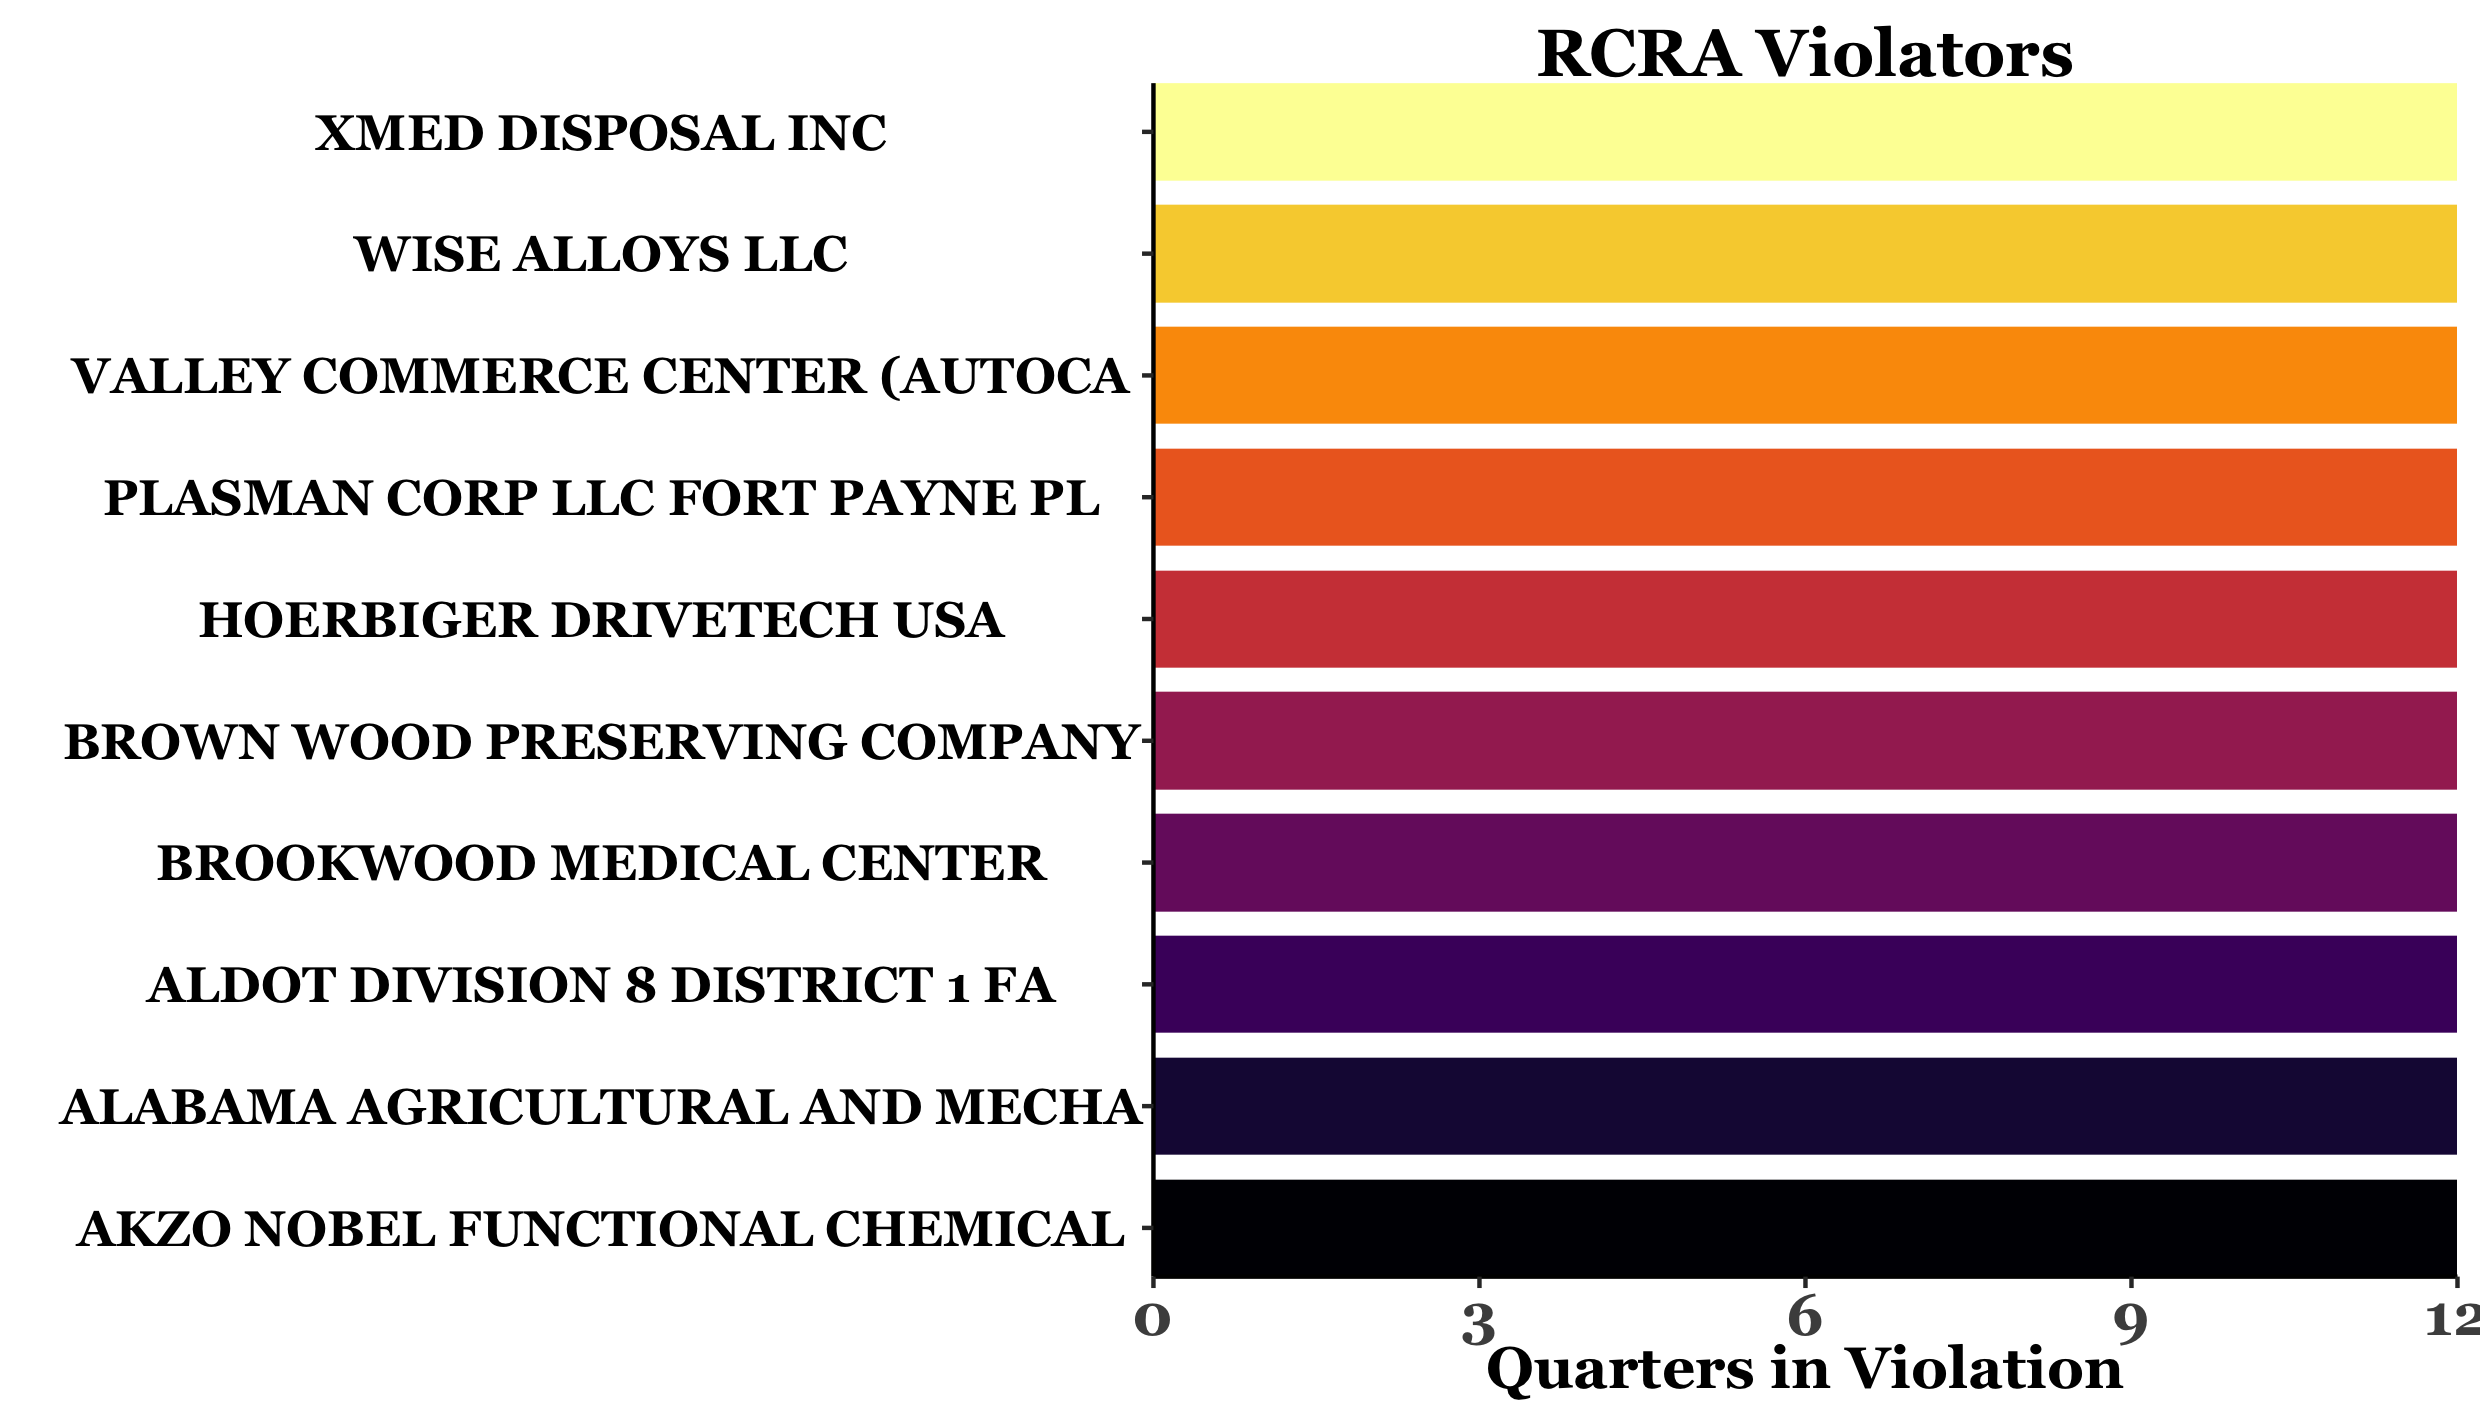 RCRA Violators
XMED DISPOSAL INC
WISE ALLOYS LLC
VALLEY COMMERCE CENTER (AUTOCA
PLASMAN CORP LLC FORT PAYNE PL
HOERBIGER DRIVETECH USA
BROWN WOOD PRESERVING COMPANY
BROOKWOOD MEDICAL CENTER
ALDOT DIVISION 8 DISTRICT 1 FA
ALABAMA AGRICULTURAL AND MECHA
AKZO NOBEL FUNCTIONAL CHEMICAL
0 3 6 9 12
Quarters in Violation